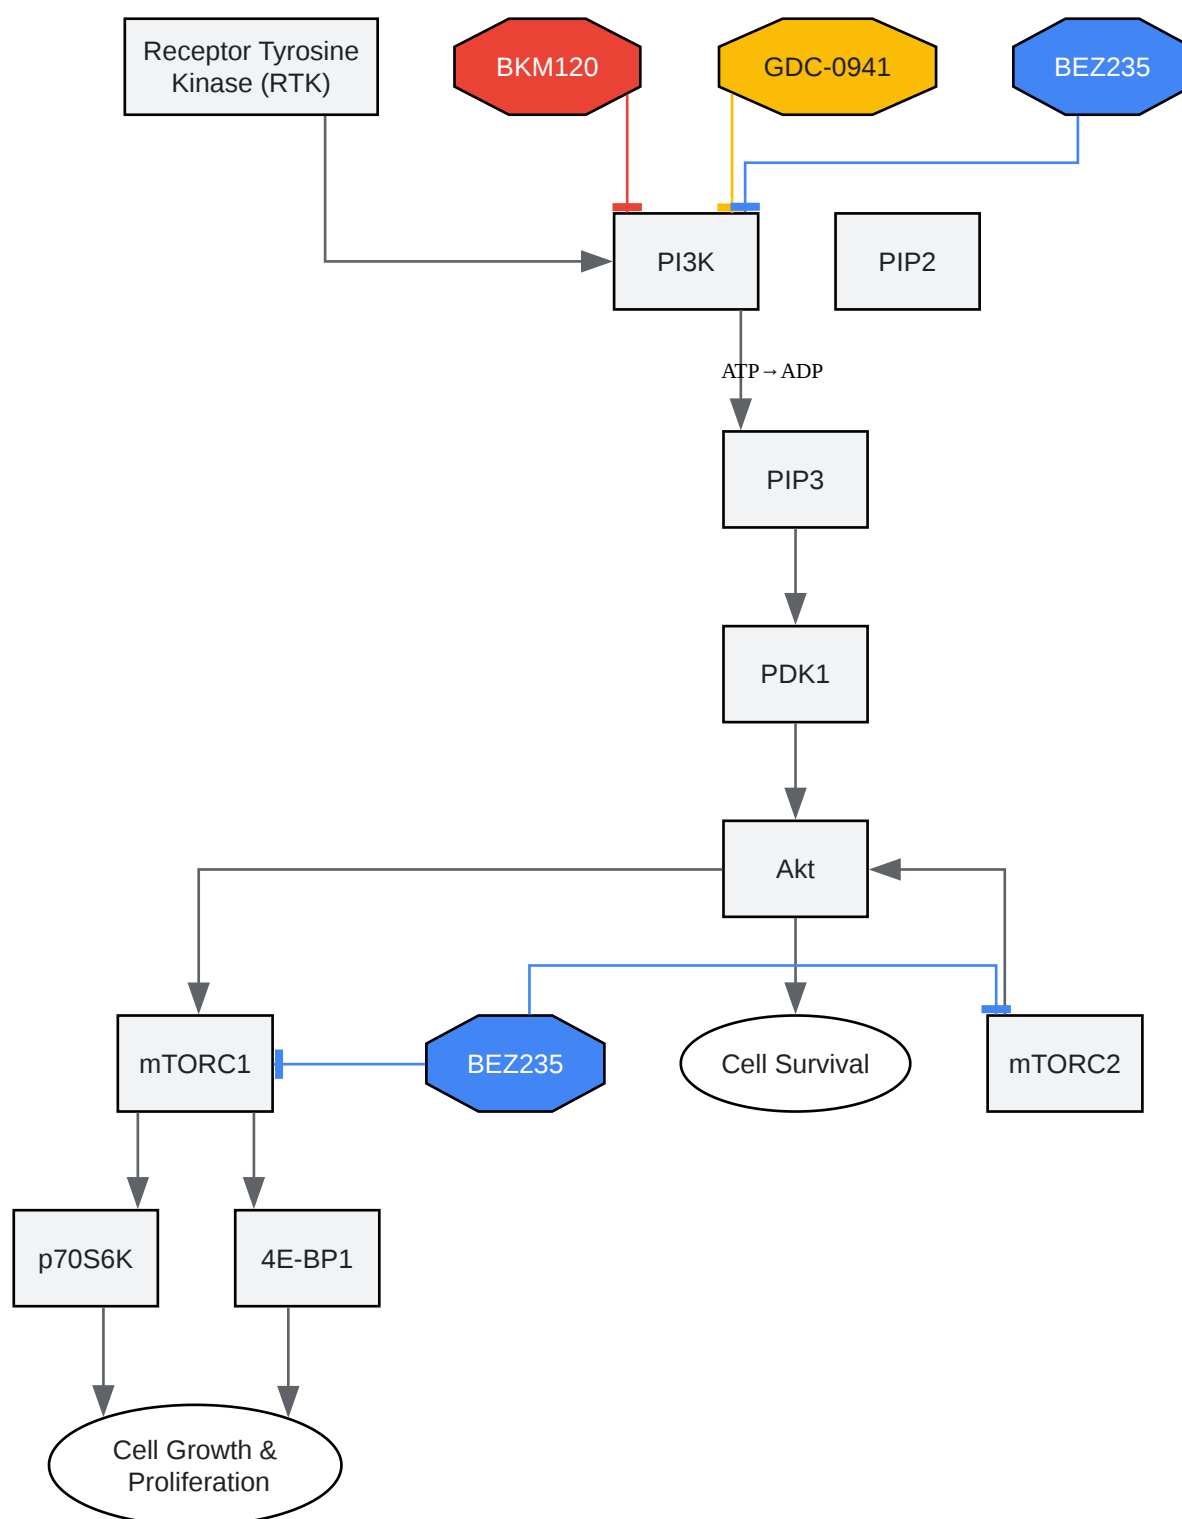 Receptor Tyrosine
Kinase (RTK)
BKM120
GDC-0941
BEZ235
PI3K
PIP2
ATP→ADP
PIP3
PDK1
Akt
mTORC1
BEZ235
Cell Survival
mTORC2
p70S6K
4E-BP1
Cell Growth &
Proliferation